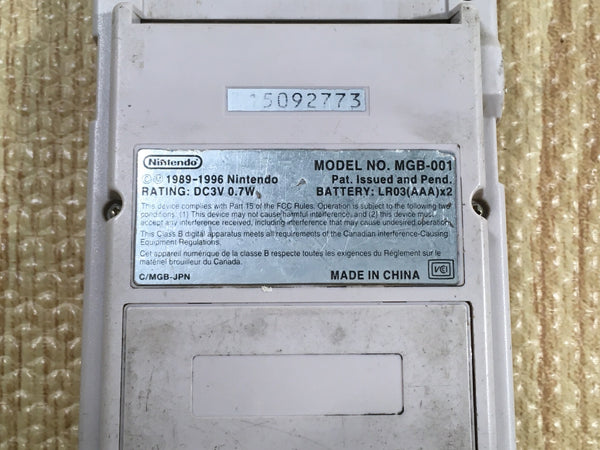 15092773
Nintendo
©℗ 1989-1996 Nintendo
MODEL NO. MGB-001
Pat. Issued and Pend.
RATING: DC3V 0.7W
BATTERY: LR03(AAA)x2
This device complies with Part 15 of the FCC Rules. Operation is subject to the following two
conditions. (1) This device may not cause harmful interference, and (2) this device must
accept any interference received, including interference that may cause undesired operation.
This Class B digital apparatus meets all requirements of the Canadian Interference-Causing
Equipment Regulations.
Cet appareil numérique de la classe B respecte toutes les exigences du Réglement sur le
matériel brouilleur du Canada.
C/MGB-JPN
MADE IN CHINA
VCI